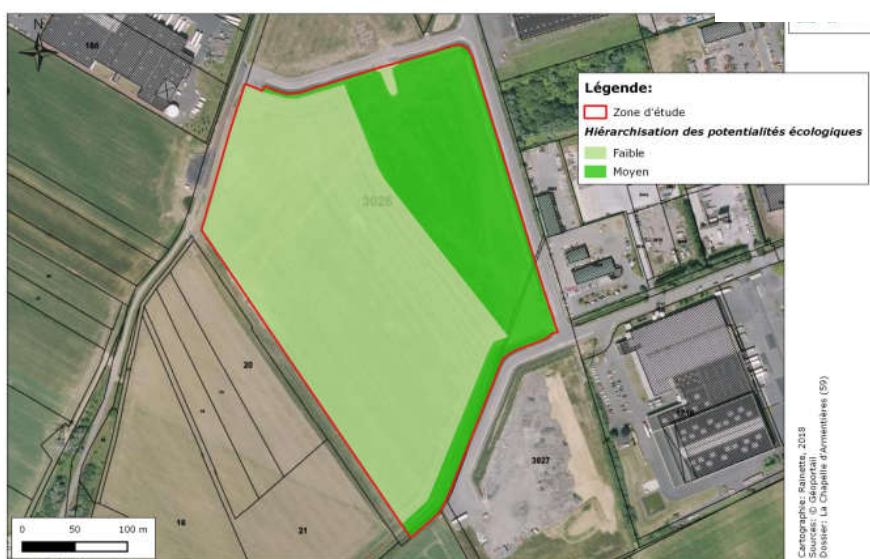 N
180
Légende:
Zone d'étude
Hiérarchisation des potentialités écologiques
Faible
Moyen
3026
20
3027
18
21
0 50 100 m
Cartographie: Rainette, 2018
Sources: © Géoportail
Dossier: La Chapelle d'Armentières (59)